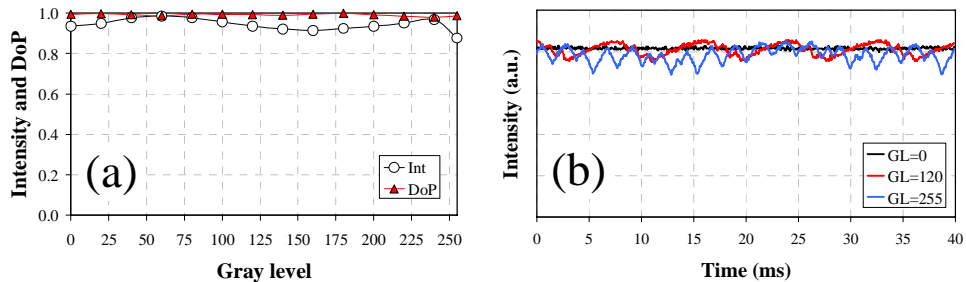 Intensity and DoP
1.0
0.8
0.6
0.4
0.2
0.0
(a)
Int
DoP
0 25 50 75 100 125 150 175 200 225 250
Gray level
Intensity (a.u.)
(b)
GL=0
GL=120
GL=255
0 5 10 15 20 25 30 35 40
Time (ms)